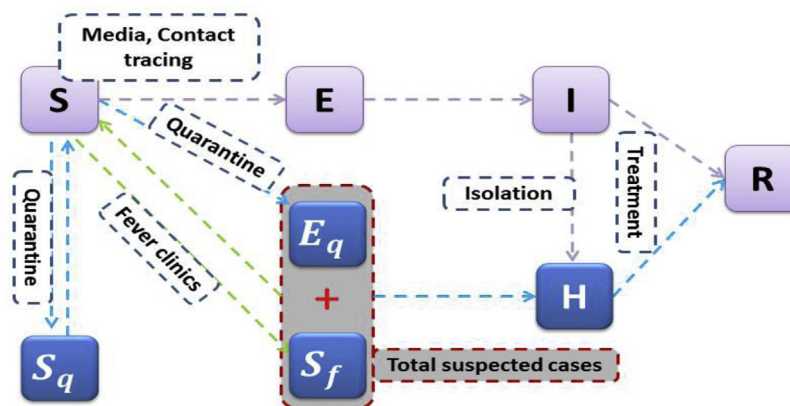 Media, Contact
tracing
S
E
I
R
Quarantine
Quarantine
Fever clinics
Isolation
Treatment
E_q
+
H
S_q
S_f
Total suspected cases